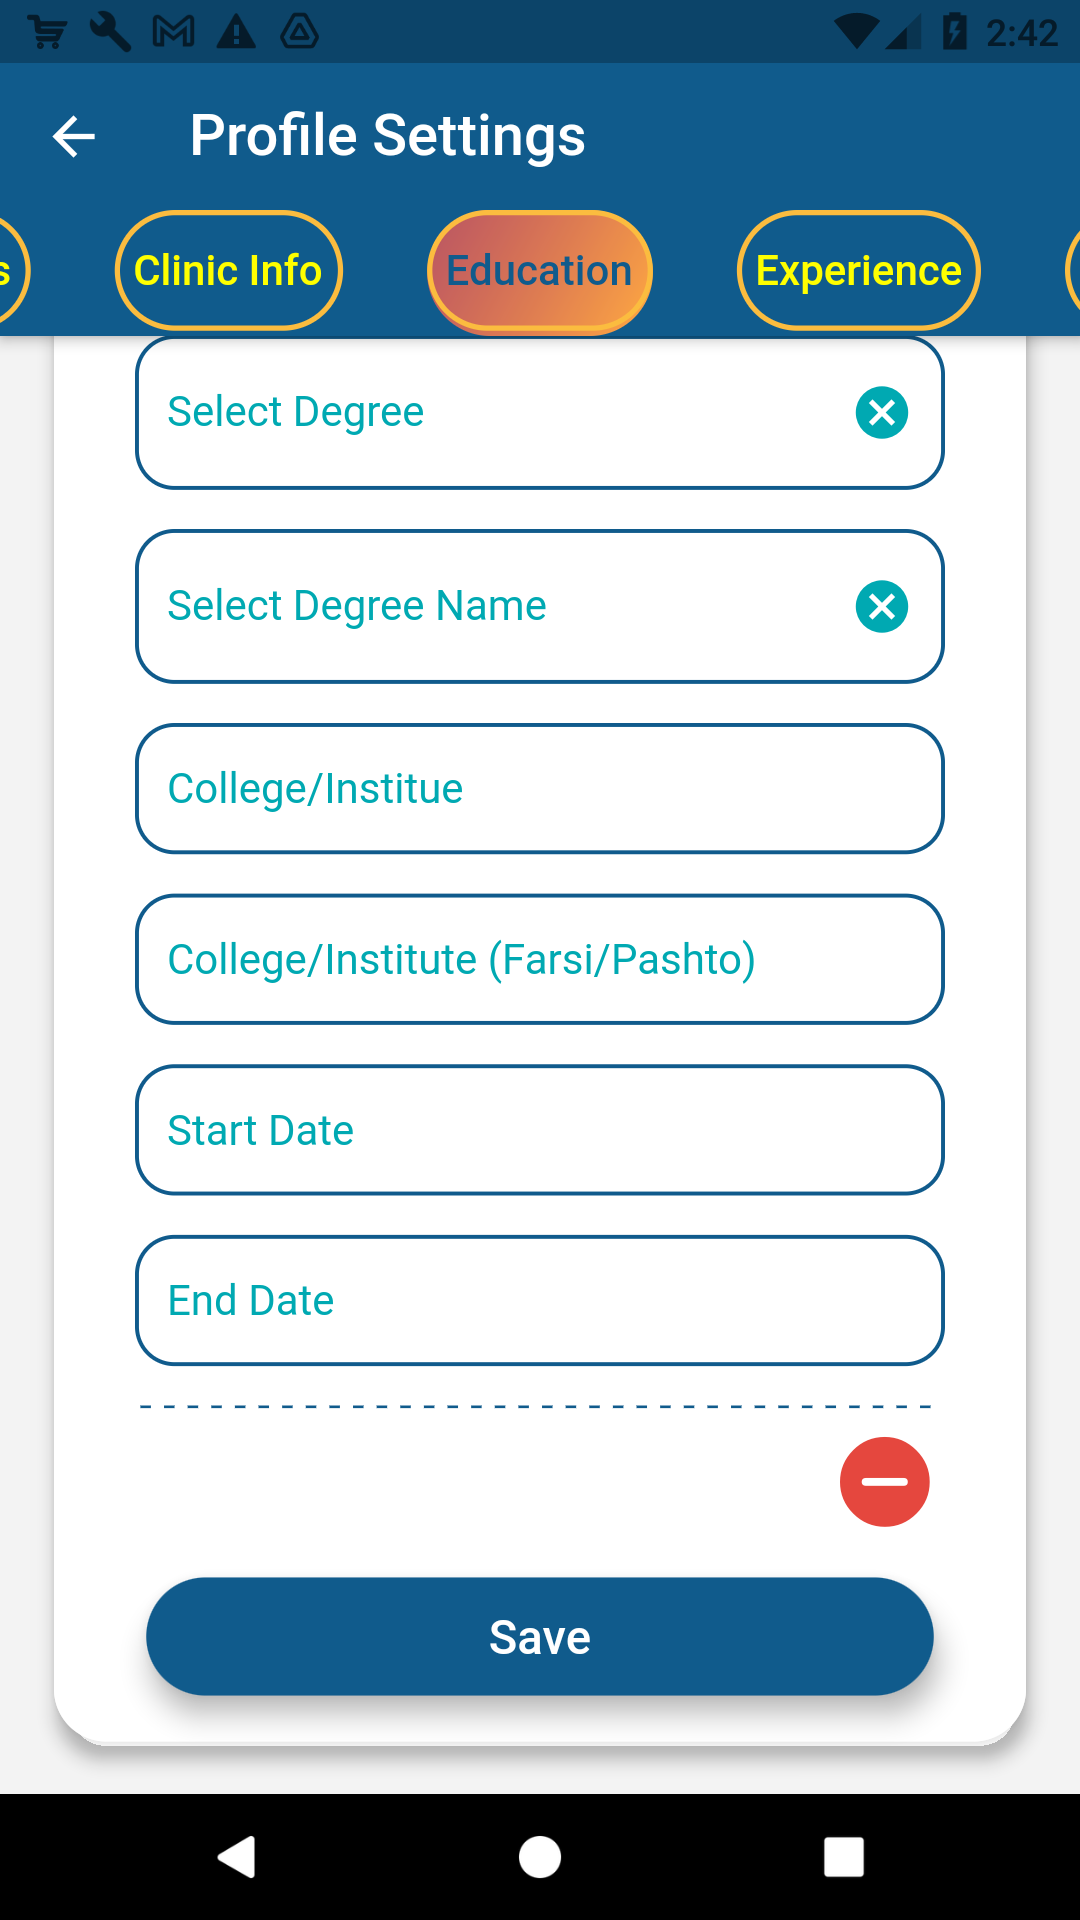 2:42
Profile Settings
s Clinic Info Education Experience
Select Degree
Select Degree Name
College/Institue
College/Institute (Farsi/Pashto)
Start Date
End Date
Save